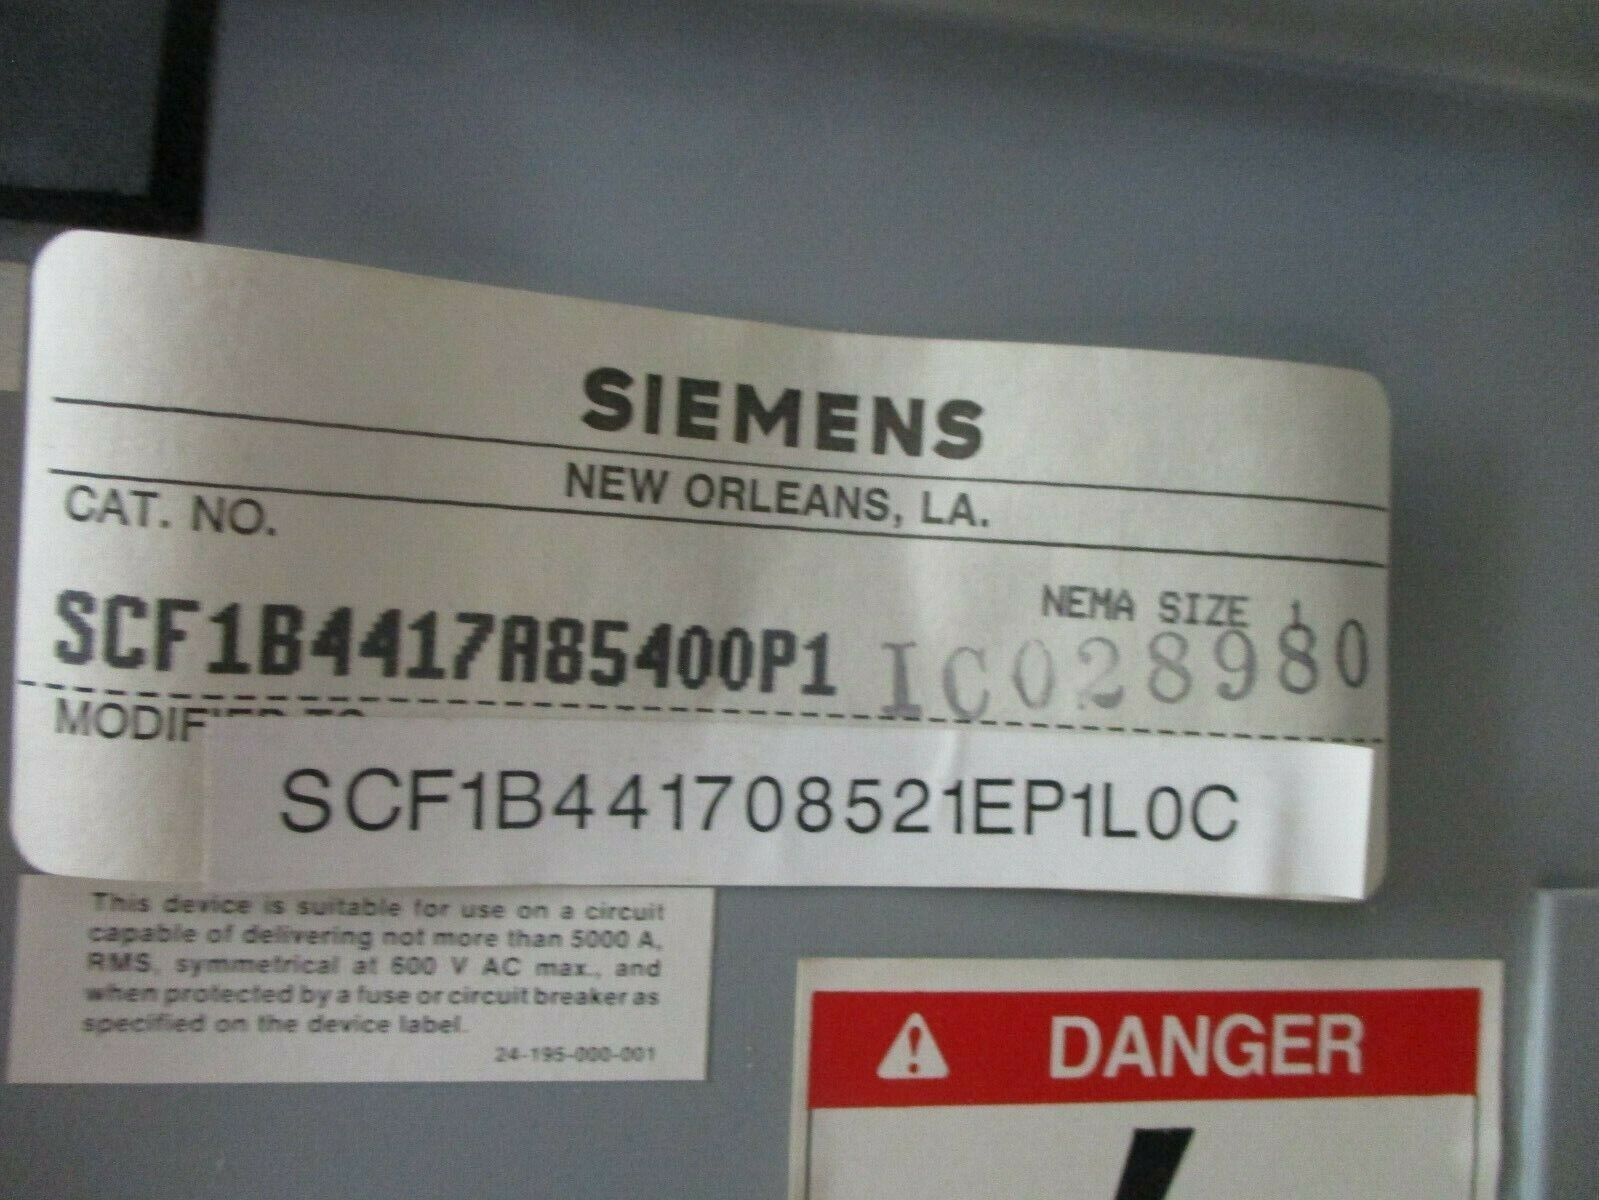 SIEMENS
NEW ORLEANS, LA.
CAT. NO.
NEMA SIZE 1
SCF1B4417A85400P1 ICO28980
SCF1B441708521EP1L0C
This device is suitable for use on a circuit
capable of delivering not more than 5000 A,
RMS, symmetrical at 600 V AC max., and
when protected by a fuse or circuit breaker as
specified on the device label.
24-195-000-001
DANGER